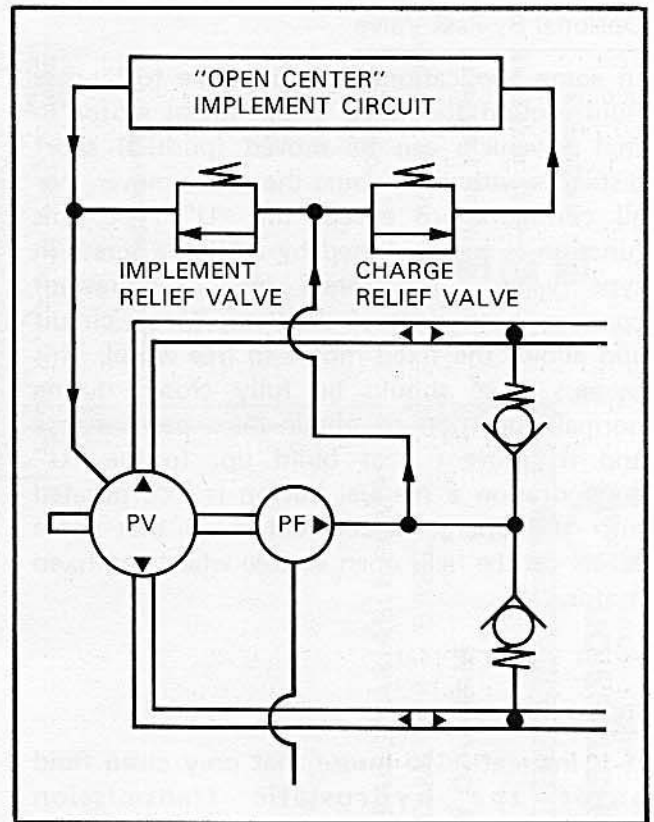 "OPEN CENTER"
IMPLEMENT CIRCUIT
IMPLEMENT
RELIEF VALVE
CHARGE
RELIEF VALVE
PV
PF